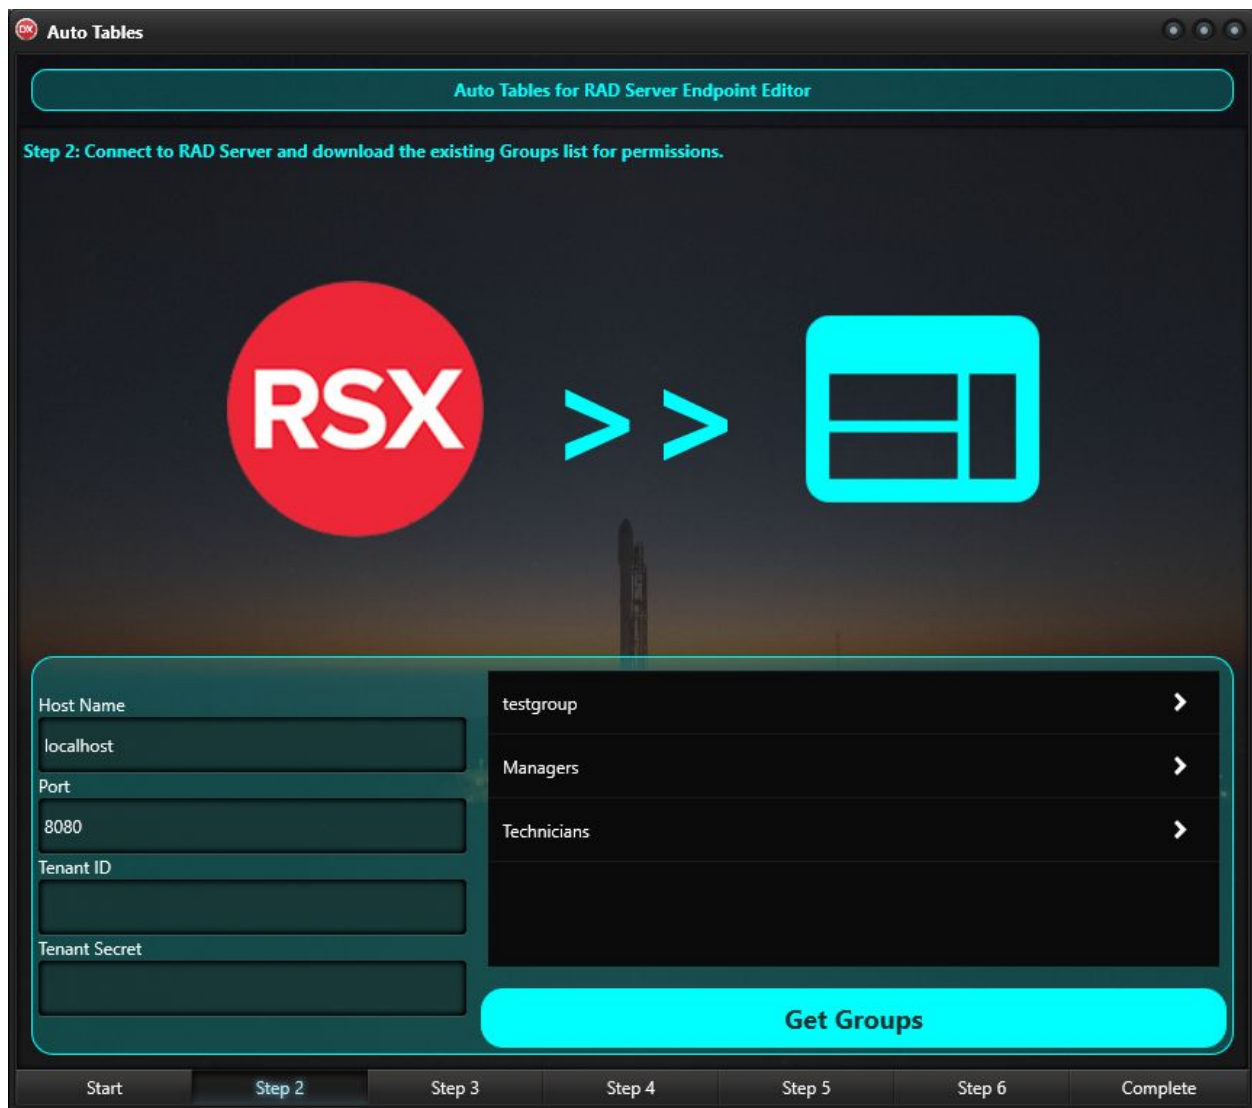 DX Auto Tables
Auto Tables for RAD Server Endpoint Editor
Step 2: Connect to RAD Server and download the existing Groups list for permissions.
RSX >>
Host Name
localhost
Port
8080
Tenant ID
Tenant Secret
testgroup
Managers
Technicians
Get Groups
Start Step 2 Step 3 Step 4 Step 5 Step 6 Complete